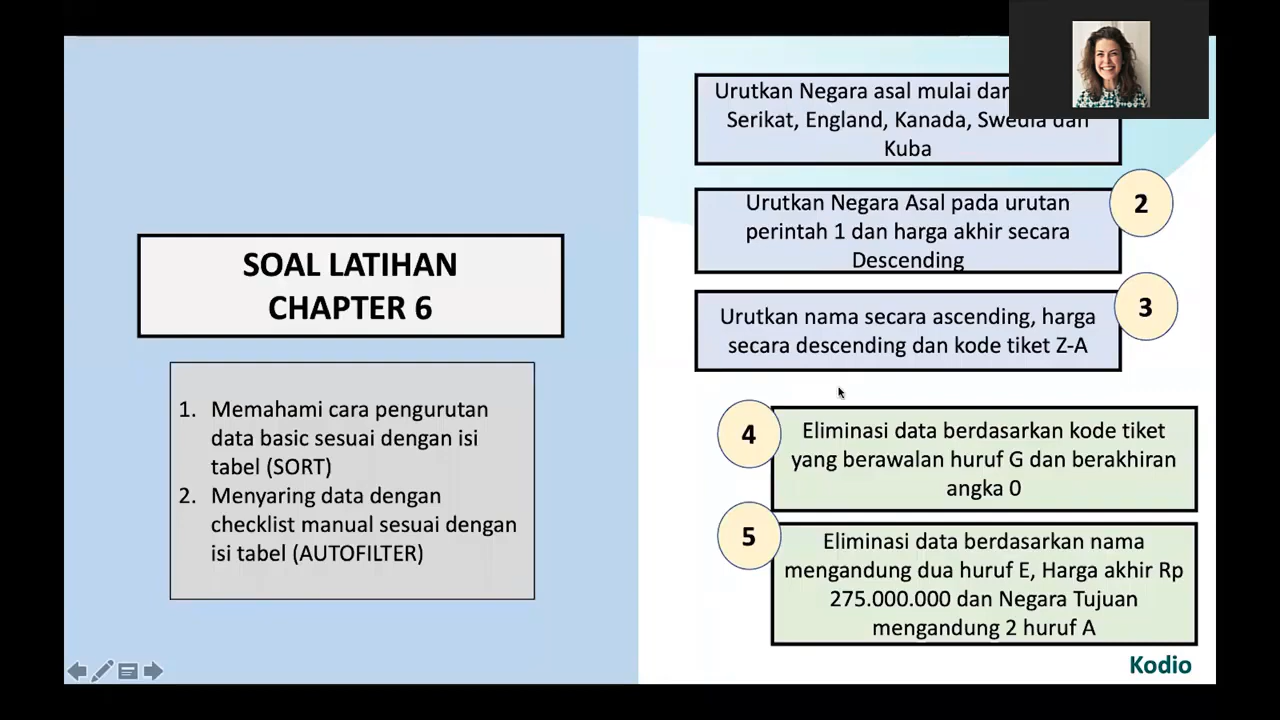 SOAL LATIHAN
CHAPTER 6
1. Memahami cara pengurutan
data basic sesuai dengan isi
tabel (SORT)
2. Menyaring data dengan
checklist manual sesuai dengan
isi tabel (AUTOFILTER)
Urutkan Negara asal mulai
Serikat, England, Kanada, Swedia dan
Kuba
2
Urutkan Negara Asal pada urutan
perintah 1 dan harga akhir secara
Descending
3
Urutkan nama secara ascending, harga
secara descending dan kode tiket Z-A
4
Eliminasi data berdasarkan kode tiket
yang berawalan huruf G dan berakhiran
angka 0
5
Eliminasi data berdasarkan nama
mengandung dua huruf E, Harga akhir Rp
275.000.000 dan Negara Tujuan
mengandung 2 huruf A
Kodio